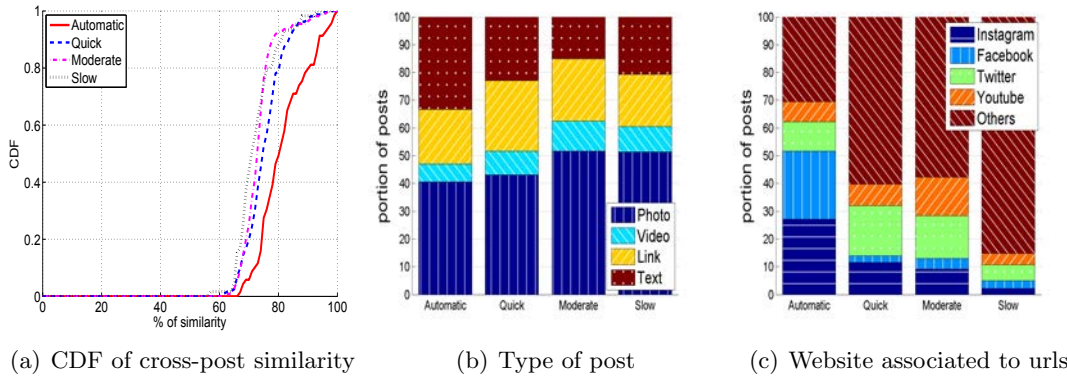 1
0.8
0.6
0.4
0.2
0
CDF
Automatic
Quick
Moderate
Slow
0 20 40 60 80 100
% of similarity
(a) CDF of cross-post similarity
100
90
80
70
60
50
40
30
20
10
0
portion of posts
Photo
Video
Link
Text
Automatic Quick Moderate Slow
(b) Type of post
100
90
80
70
60
50
40
30
20
10
0
portion of posts
Instagram
Facebook
Twitter
Youtube
Others
Automatic Quick Moderate Slow
(c) Website associated to urls